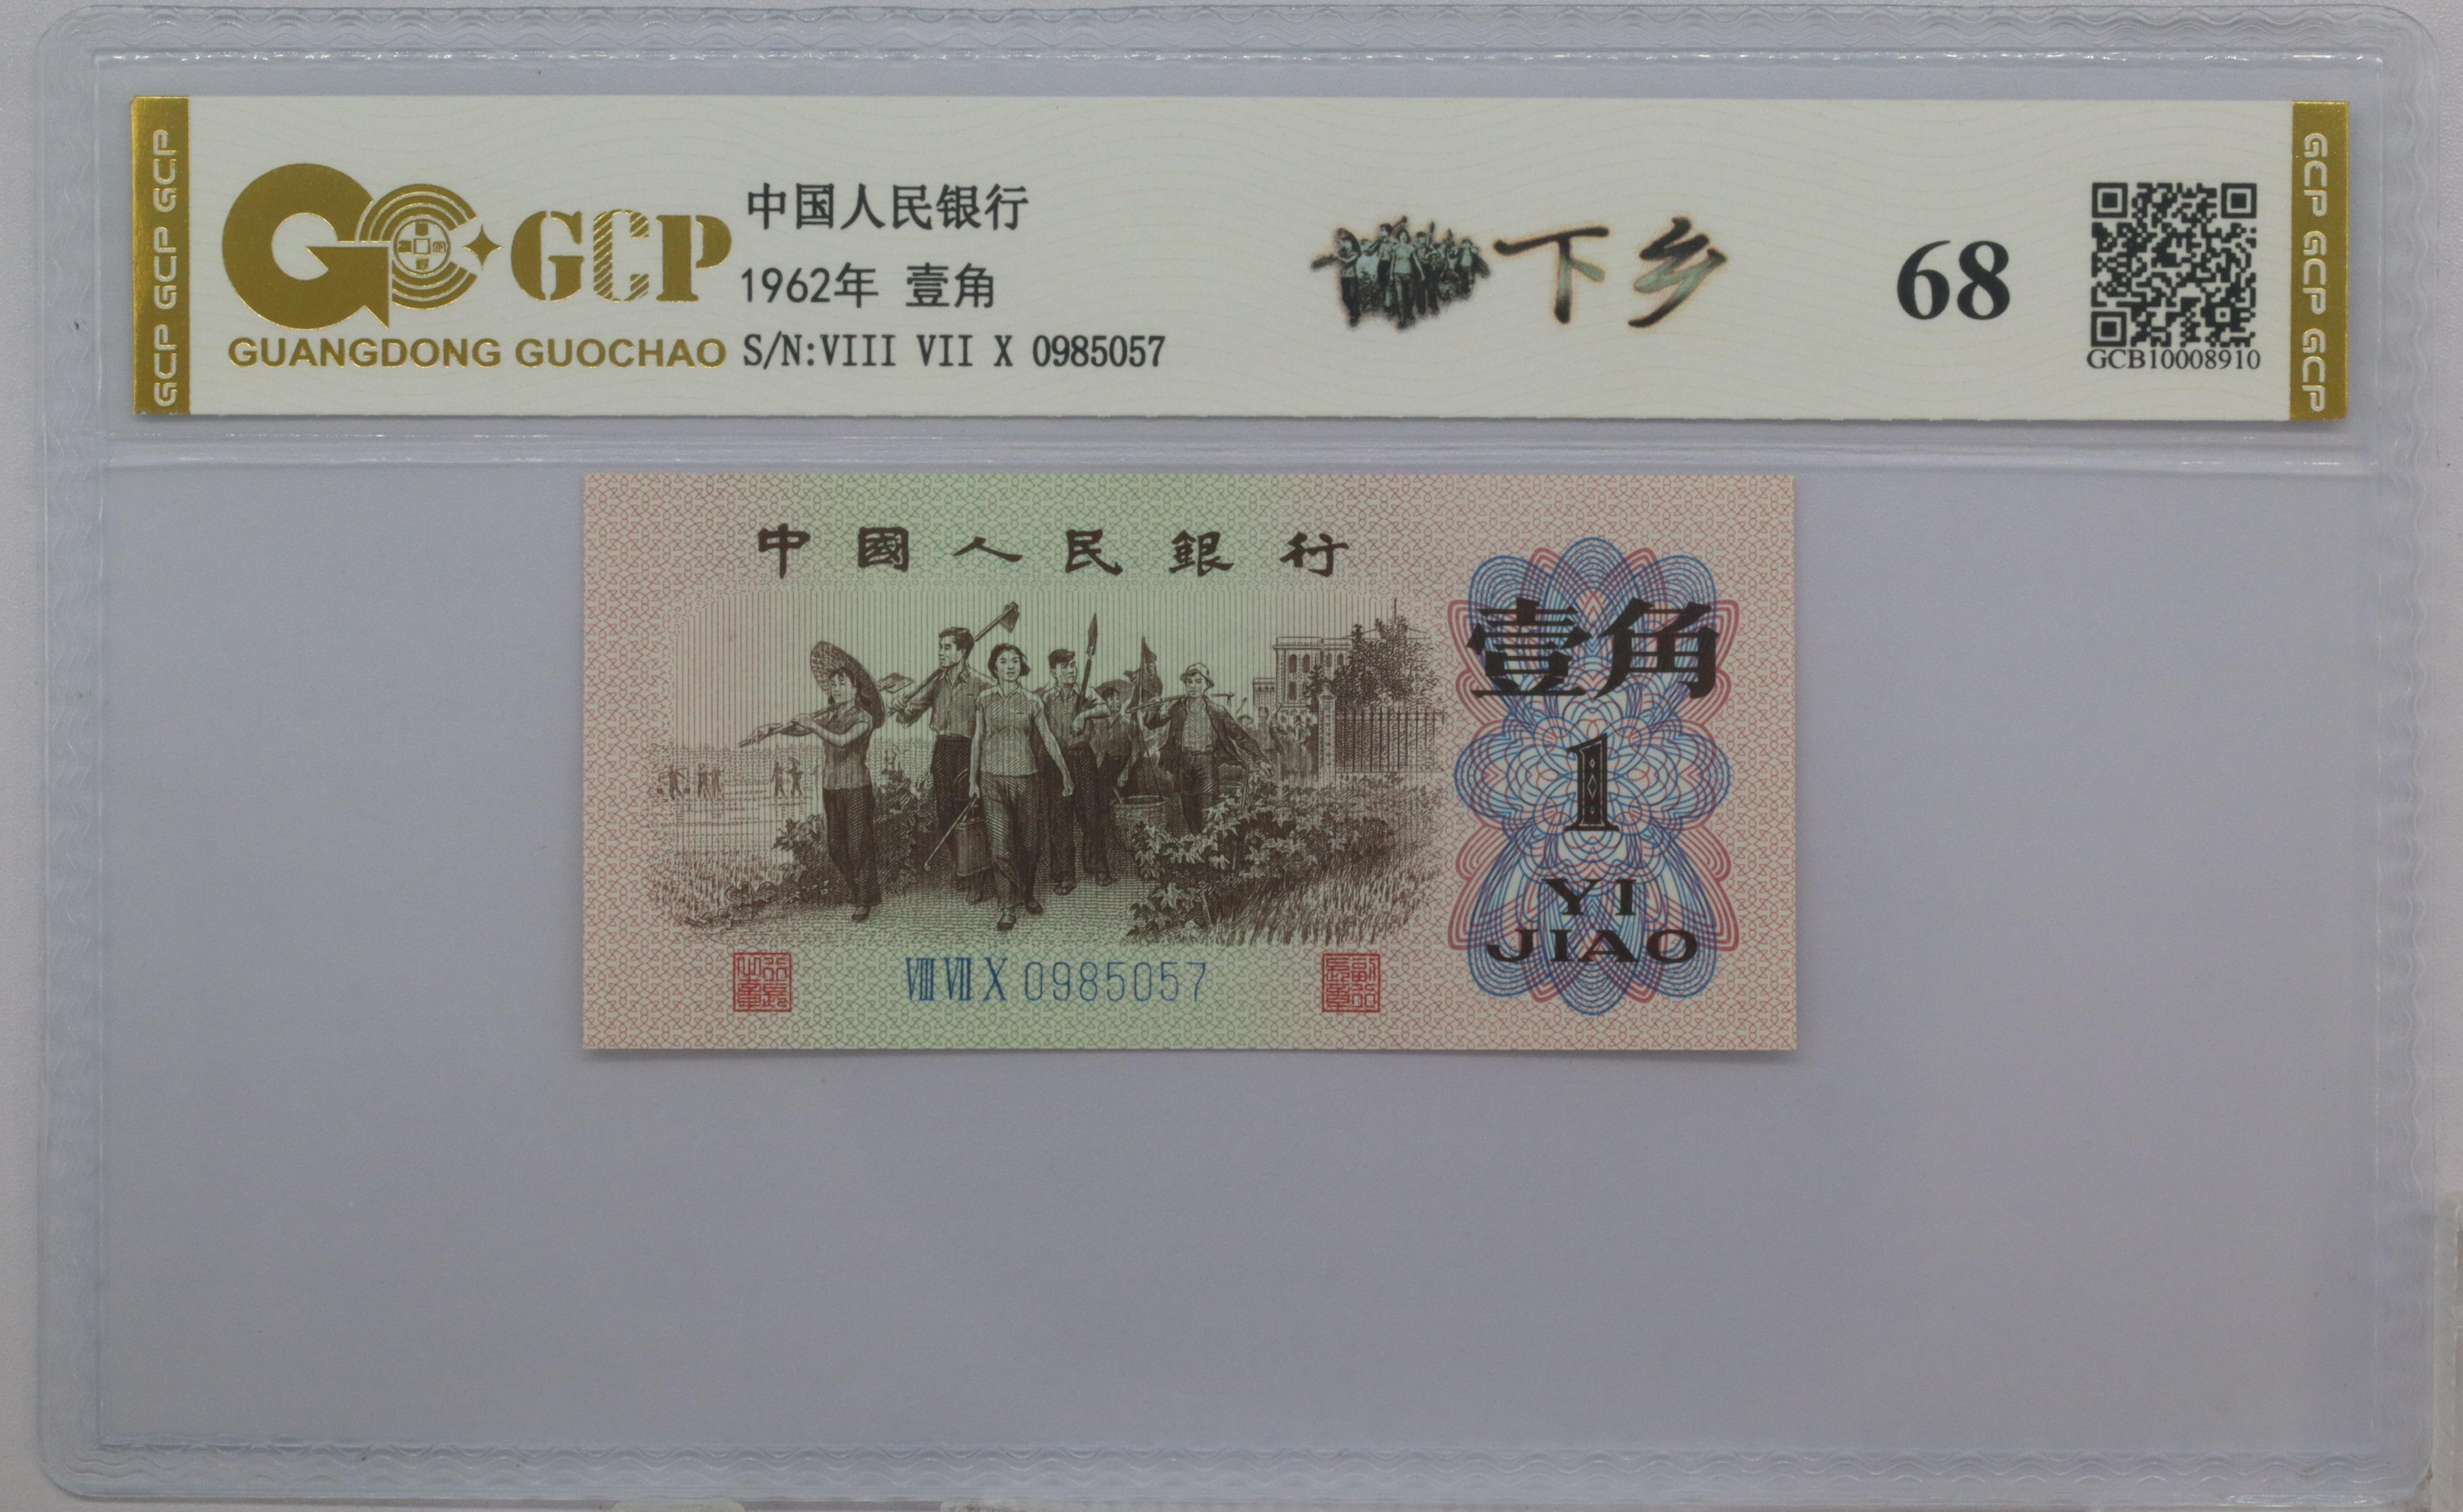 GCP GCP GCP
GCP
GUANGDONG GUOCHAO
中国人民银行
1962年 壹角
S/N:VIII VII X 0985057
下乡
68
GCB10008910
GCP GCP GCP
中國人民銀行
壹角
1
YI
JIAO
VIII VII X 0985057